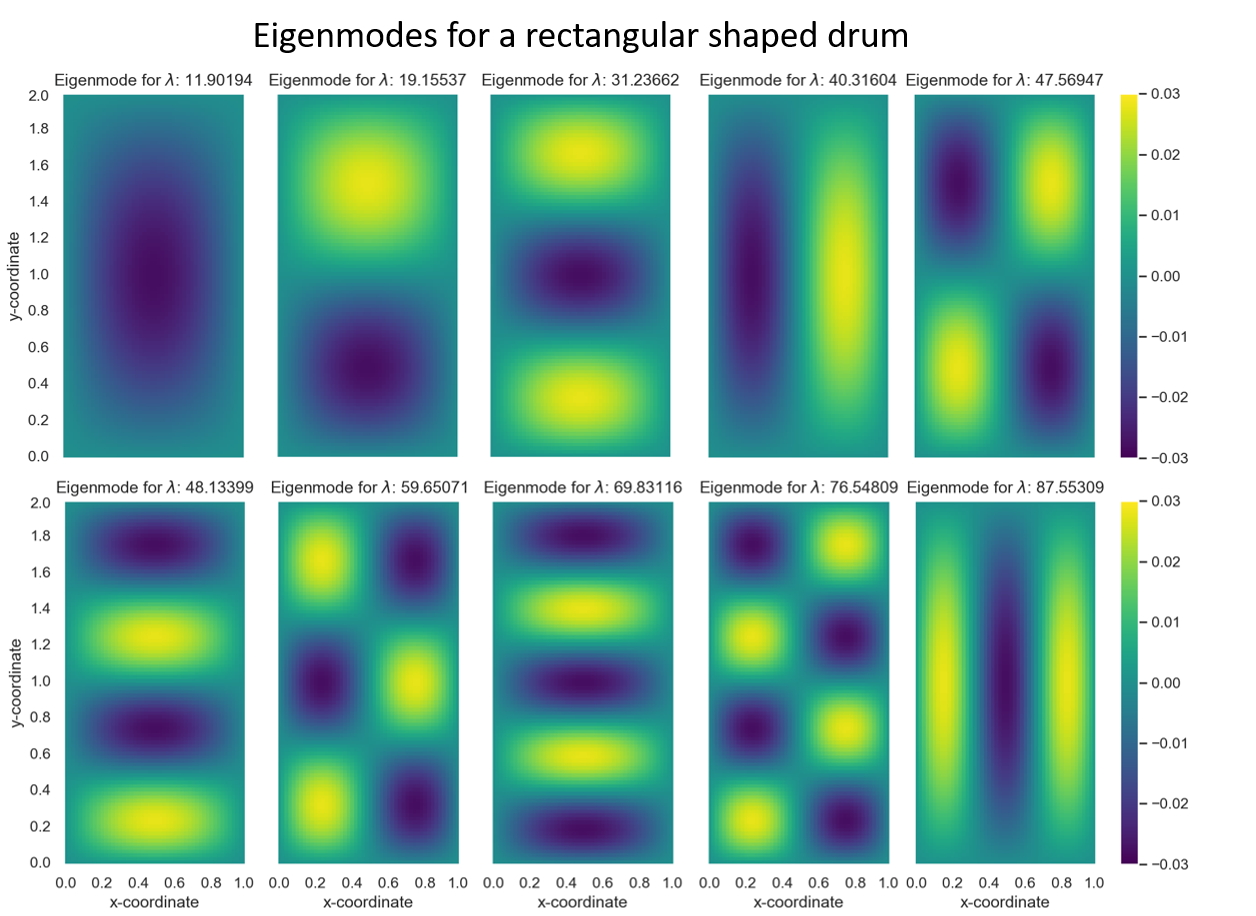 Eigenmodes for a rectangular shaped drum
Eigenmode for λ: 11.90194
Eigenmode for λ: 19.15537
Eigenmode for λ: 31.23662
Eigenmode for λ: 40.31604
Eigenmode for λ: 47.56947
2.0
1.8
1.6
1.4
1.2
1.0
0.8
0.6
0.4
0.2
0.0
y-coordinate
0.03
0.02
0.01
0.00
−0.01
−0.02
−0.03
Eigenmode for λ: 48.13399
Eigenmode for λ: 59.65071
Eigenmode for λ: 69.83116
Eigenmode for λ: 76.54809
Eigenmode for λ: 87.55309
2.0
1.8
1.6
1.4
1.2
1.0
0.8
0.6
0.4
0.2
0.0
y-coordinate
0.03
0.02
0.01
0.00
−0.01
−0.02
−0.03
0.0 0.2 0.4 0.6 0.8 1.0
0.0 0.2 0.4 0.6 0.8 1.0
0.0 0.2 0.4 0.6 0.8 1.0
0.0 0.2 0.4 0.6 0.8 1.0
0.0 0.2 0.4 0.6 0.8 1.0
x-coordinate
x-coordinate
x-coordinate
x-coordinate
x-coordinate